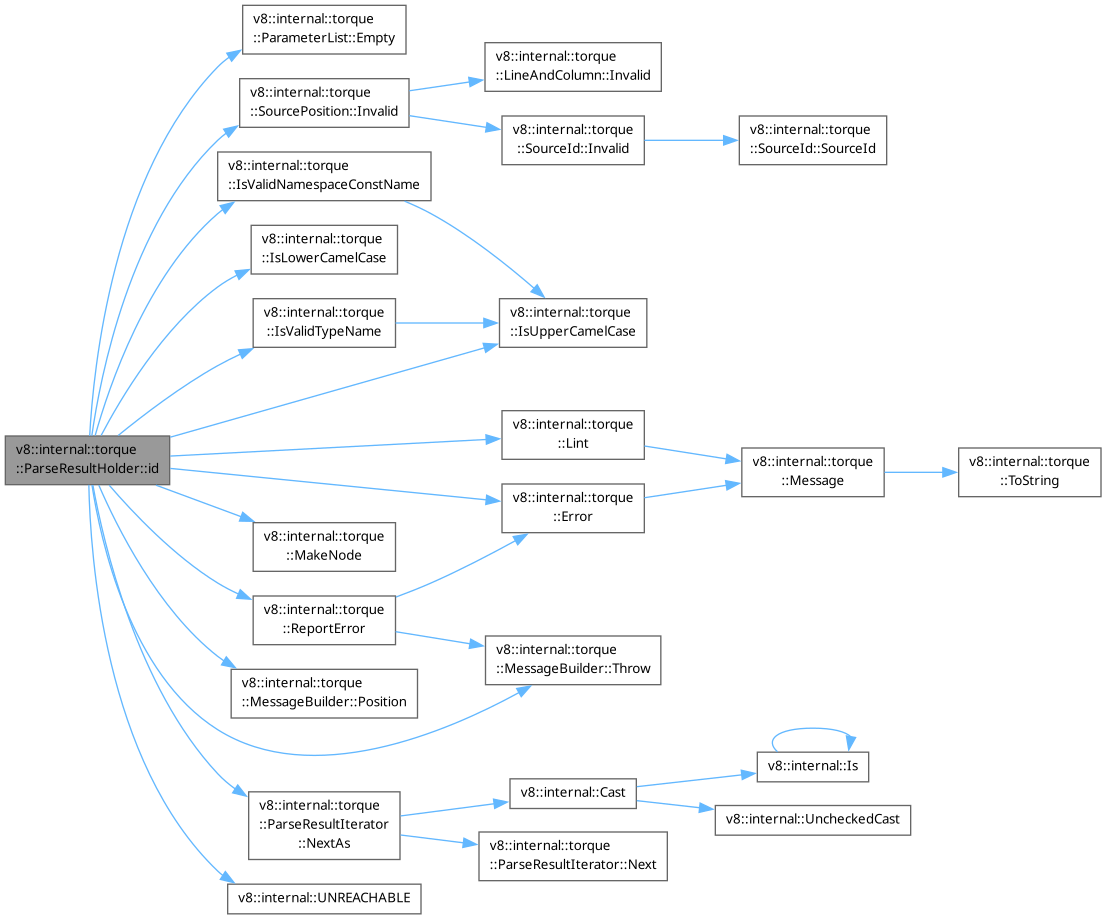 v8::internal::torque
::ParseResultHolder::id
v8::internal::torque
::ParameterList::Empty
v8::internal::torque
::SourcePosition::Invalid
v8::internal::torque
::LineAndColumn::Invalid
v8::internal::torque
::SourceId::Invalid
v8::internal::torque
::SourceId::SourceId
v8::internal::torque
::IsValidNamespaceConstName
v8::internal::torque
::IsLowerCamelCase
v8::internal::torque
::IsValidTypeName
v8::internal::torque
::IsUpperCamelCase
v8::internal::torque
::Lint
v8::internal::torque
::Error
v8::internal::torque
::Message
v8::internal::torque
::ToString
v8::internal::torque
::MakeNode
v8::internal::torque
::ReportError
v8::internal::torque
::MessageBuilder::Throw
v8::internal::torque
::MessageBuilder::Position
v8::internal::torque
::ParseResultIterator
::NextAs
v8::internal::Cast
v8::internal::Is
v8::internal::UncheckedCast
v8::internal::torque
::ParseResultIterator::Next
v8::internal::UNREACHABLE